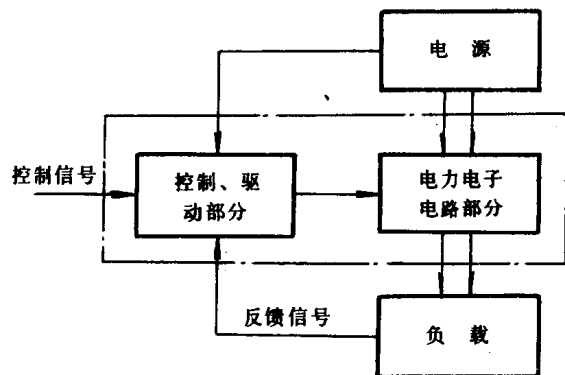 电 源
控制信号
控制、驱
动部分
电力电子
电路部分
反馈信号
负 载